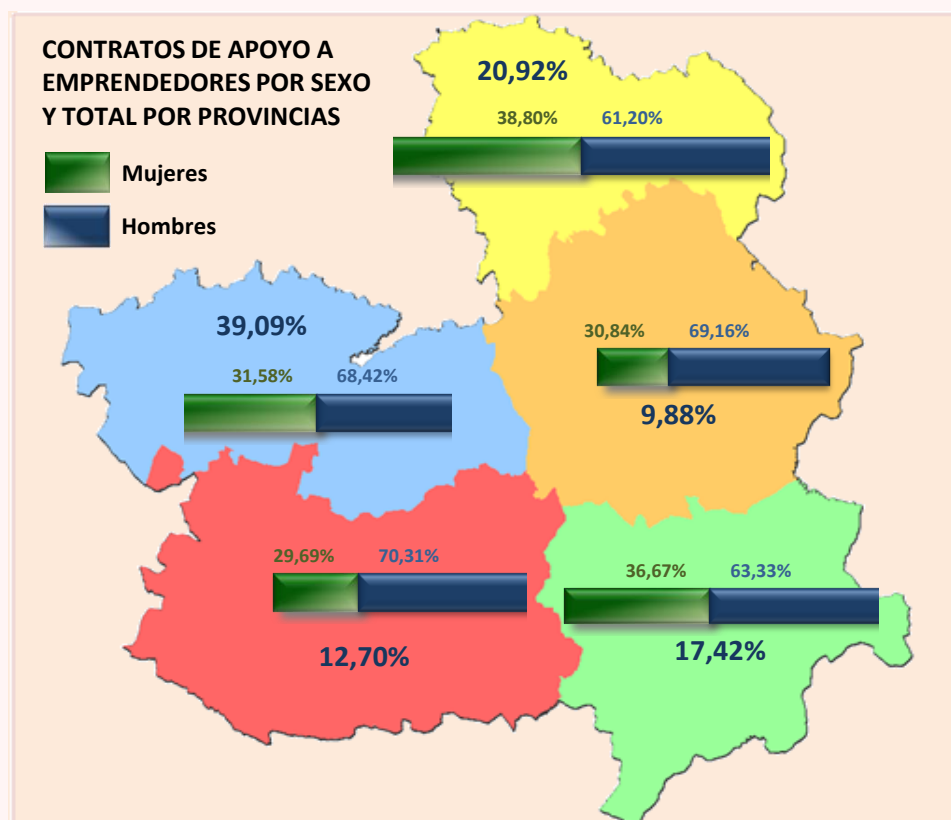 CONTRATOS DE APOYO A
EMPRENDEDORES POR SEXO
Y TOTAL POR PROVINCIAS
Mujeres
Hombres
20,92%
38,80% 61,20%
39,09%
31,58% 68,42%
30,84% 69,16%
9,88%
29,69% 70,31%
12,70%
36,67% 63,33%
17,42%